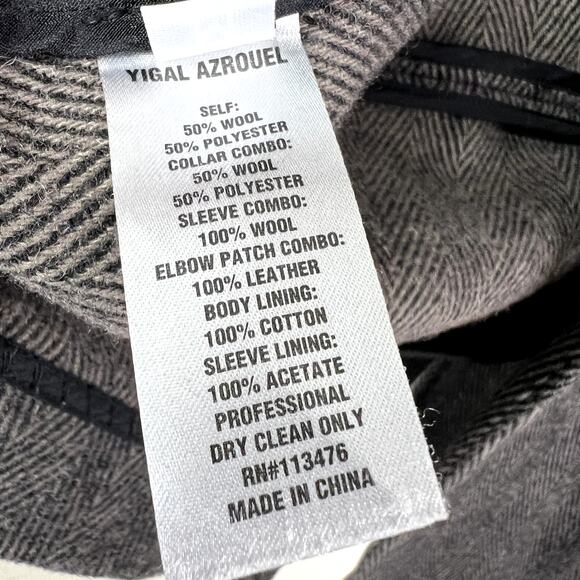 YIGAL AZROUEL
SELF:
50% WOOL
50% POLYESTER
COLLAR COMBO:
50% WOOL
50% POLYESTER
SLEEVE COMBO:
100% WOOL
ELBOW PATCH COMBO:
100% LEATHER
BODY LINING:
100% COTTON
SLEEVE LINING:
100% ACETATE
PROFESSIONAL
DRY CLEAN ONLY
RN#113476
MADE IN CHINA